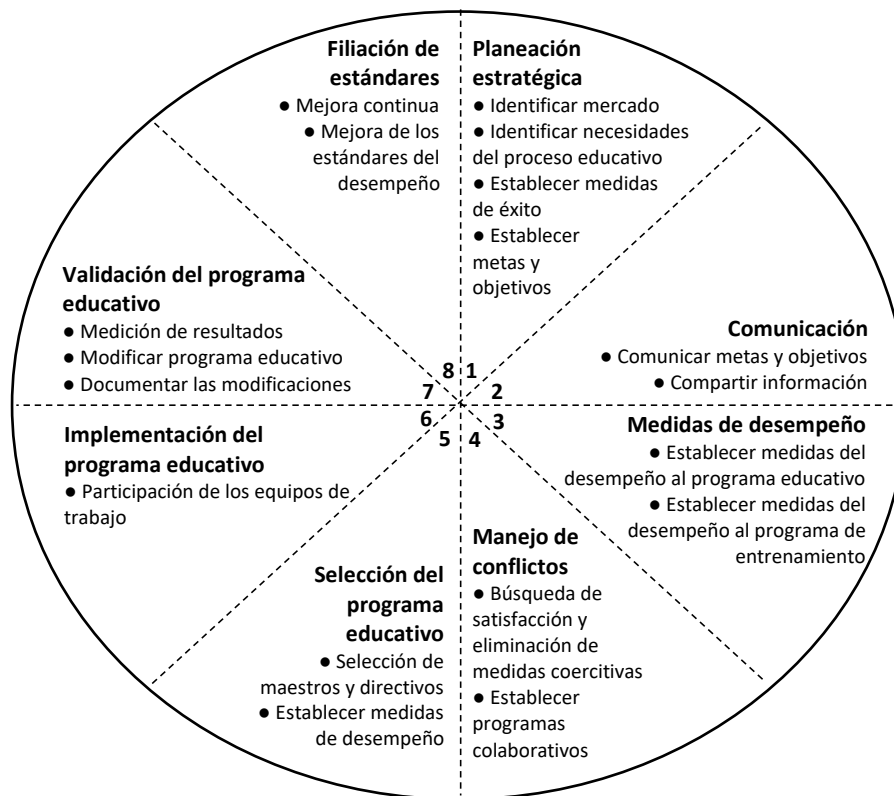 Planeación
estratégica
● Identificar mercado
● Identificar necesidades
del proceso educativo
● Establecer medidas
de éxito
● Establecer
metas y
objetivos
Comunicación
● Comunicar metas y objetivos
● Compartir información
Medidas de desempeño
● Establecer medidas del
desempeño al programa educativo
● Establecer medidas del
desempeño al programa de
entrenamiento
Manejo de
conflictos
● Búsqueda de
satisfacción y
eliminación de
medidas coercitivas
● Establecer
programas
colaborativos
Selección del
programa
educativo
● Selección de
maestros y directivos
● Establecer medidas
de desempeño
Implementación del
programa educativo
● Participación de los equipos de
trabajo
Validación del programa
educativo
● Medición de resultados
● Modificar programa educativo
● Documentar las modificaciones
Filiación de
estándares
● Mejora continua
● Mejora de los
estándares del
desempeño
8 1
7 2
6 3
5 4